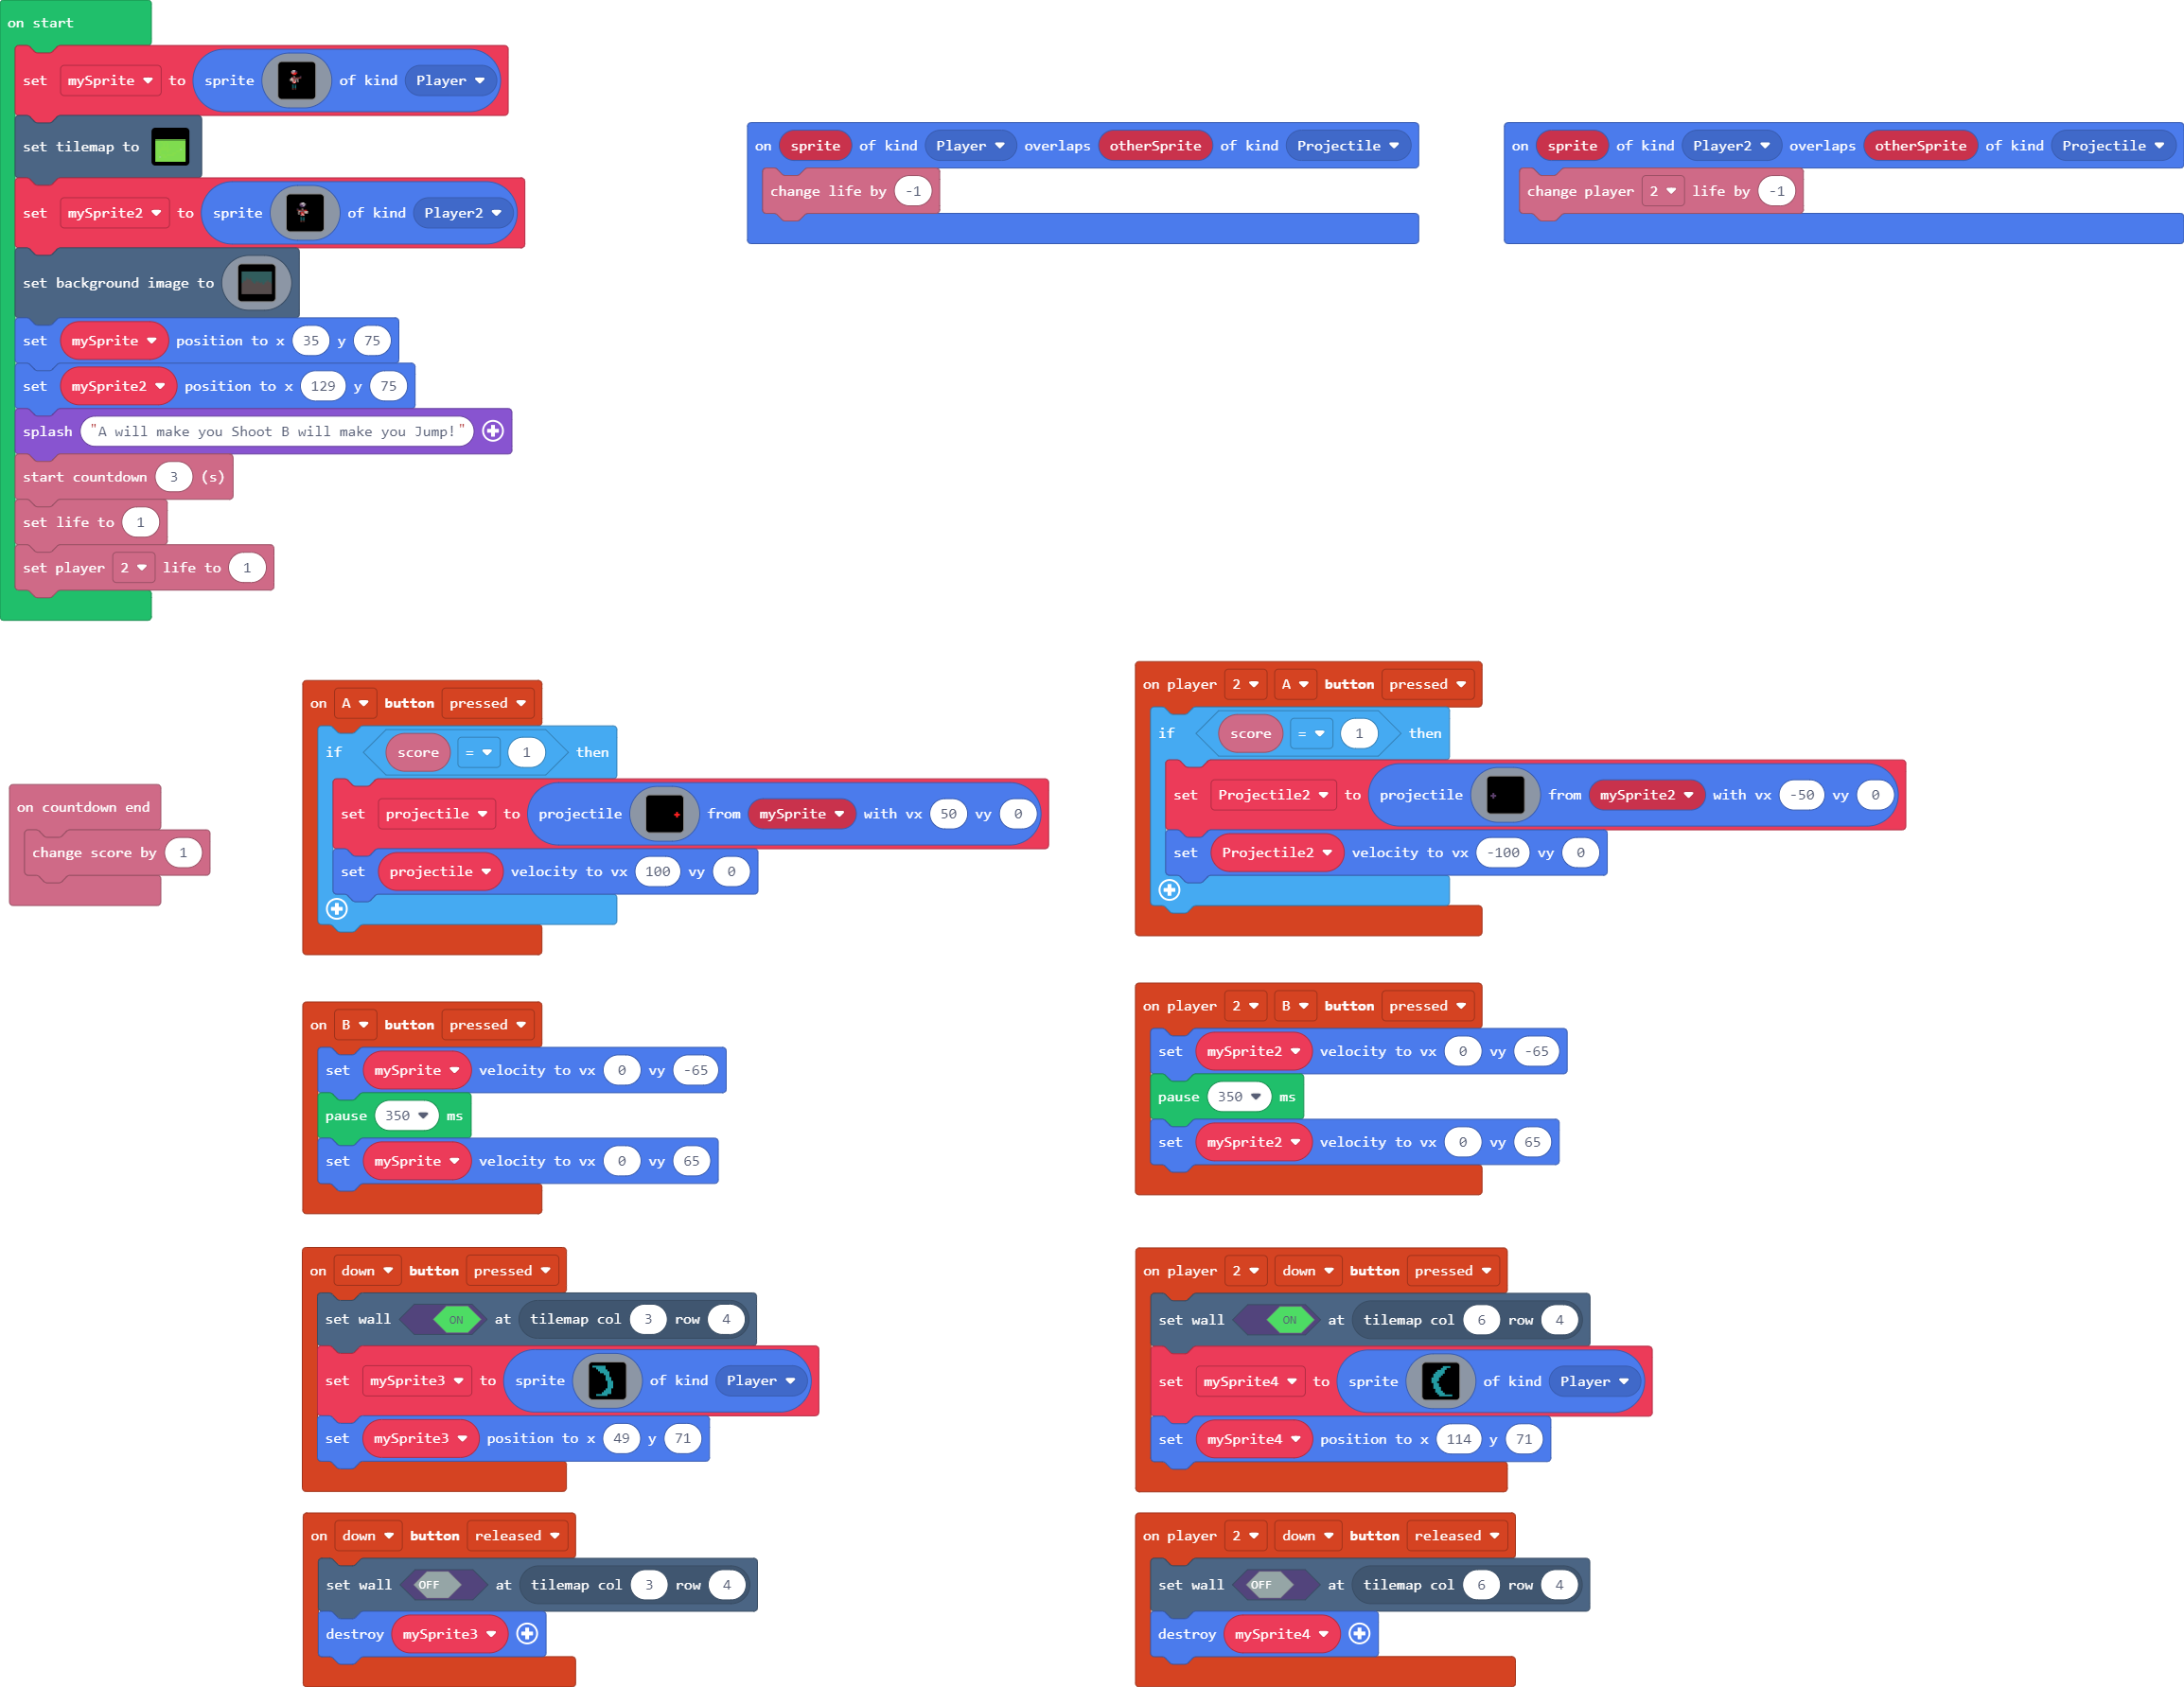 on start
set mySprite to sprite of kind Player
set tilemap to
set mySprite2 to sprite of kind Player2
set background image to
set mySprite position to x 35 y 75
set mySprite2 position to x 129 y 75
splash "A will make you Shoot B will make you Jump!"
start countdown 3 (s)
set life to 1
set player 2 life to 1
on sprite of kind Player overlaps otherSprite of kind Projectile
change life by -1
on sprite of kind Player2 overlaps otherSprite of kind Projectile
change player 2 life by -1
on countdown end
change score by 1
on A button pressed
if score = 1 then
set projectile to projectile from mySprite with vx 50 vy 0
set projectile velocity to vx 100 vy 0
on player 2 A button pressed
if score = 1 then
set Projectile2 to projectile from mySprite2 with vx -50 vy 0
set Projectile2 velocity to vx -100 vy 0
on B button pressed
set mySprite velocity to vx 0 vy -65
pause 350 ms
set mySprite velocity to vx 0 vy 65
on player 2 B button pressed
set mySprite2 velocity to vx 0 vy -65
pause 350 ms
set mySprite2 velocity to vx 0 vy 65
on down button pressed
set wall ON at tilemap col 3 row 4
set mySprite3 to sprite of kind Player
set mySprite3 position to x 49 y 71
on player 2 down button pressed
set wall ON at tilemap col 6 row 4
set mySprite4 to sprite of kind Player
set mySprite4 position to x 114 y 71
on down button released
set wall OFF at tilemap col 3 row 4
destroy mySprite3
on player 2 down button released
set wall OFF at tilemap col 6 row 4
destroy mySprite4